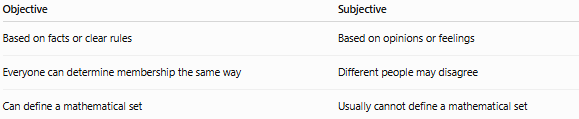 Objective Subjective
Based on facts or clear rules Based on opinions or feelings
Everyone can determine membership the same way Different people may disagree
Can define a mathematical set Usually cannot define a mathematical set